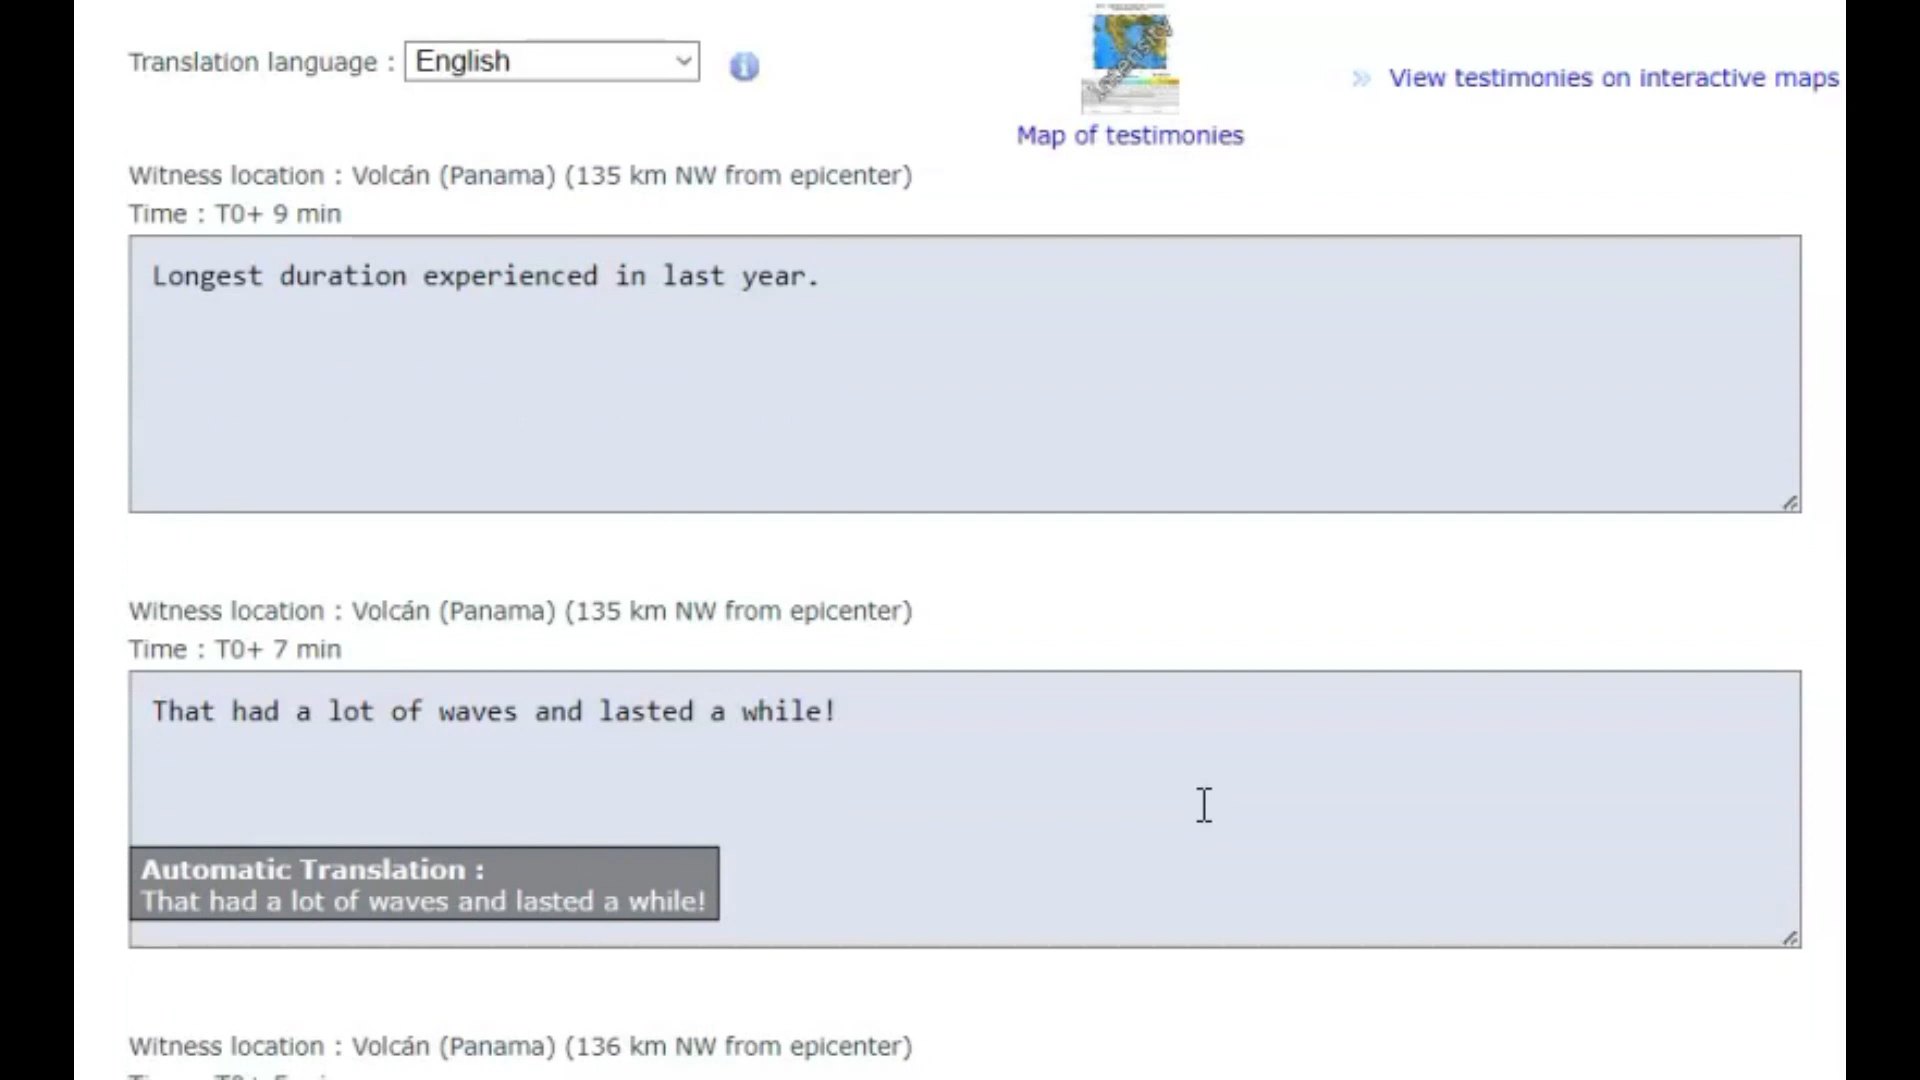 Translation language : English
Intensity
Map of testimonies
View testimonies on interactive maps
Witness location : Volcán (Panama) (135 km NW from epicenter)
Time : T0+ 9 min
Longest duration experienced in last year.
Witness location : Volcán (Panama) (135 km NW from epicenter)
Time : T0+ 7 min
That had a lot of waves and lasted a while!
Automatic Translation :
That had a lot of waves and lasted a while!
Witness location : Volcán (Panama) (136 km NW from epicenter)